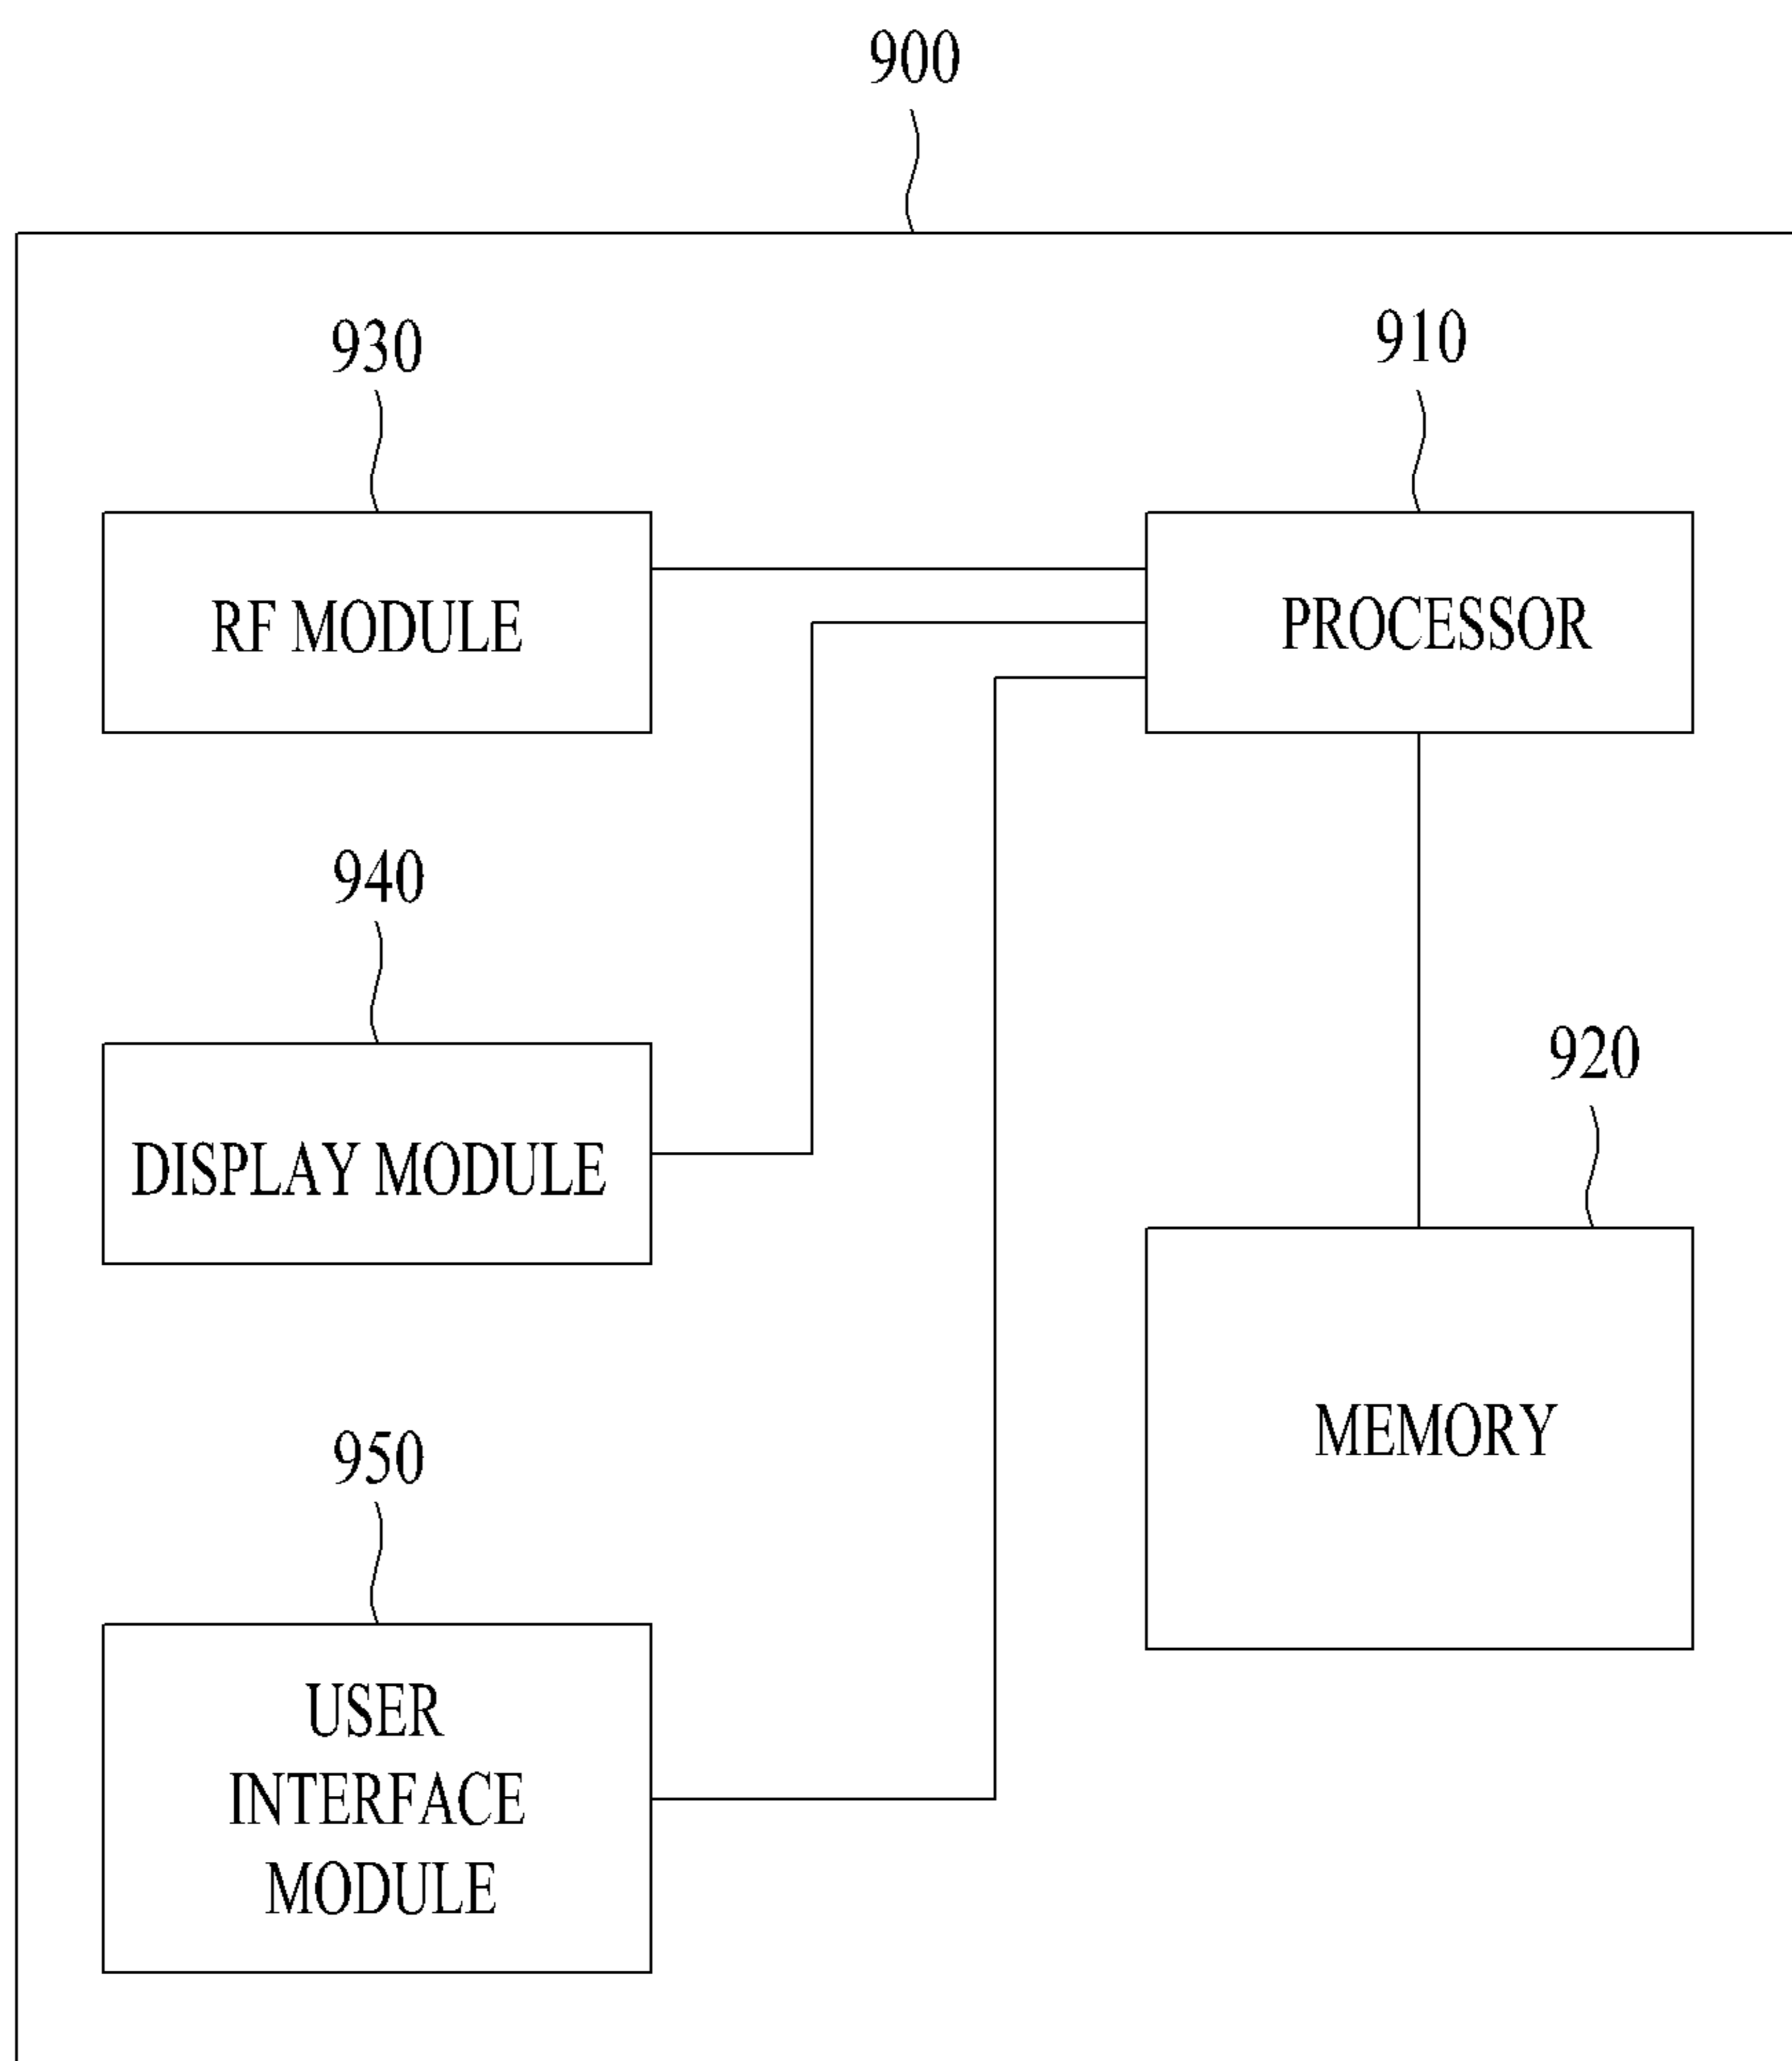 900
930
910
RF MODULE
PROCESSOR
940
920
DISPLAY MODULE
MEMORY
950
USER
INTERFACE
MODULE